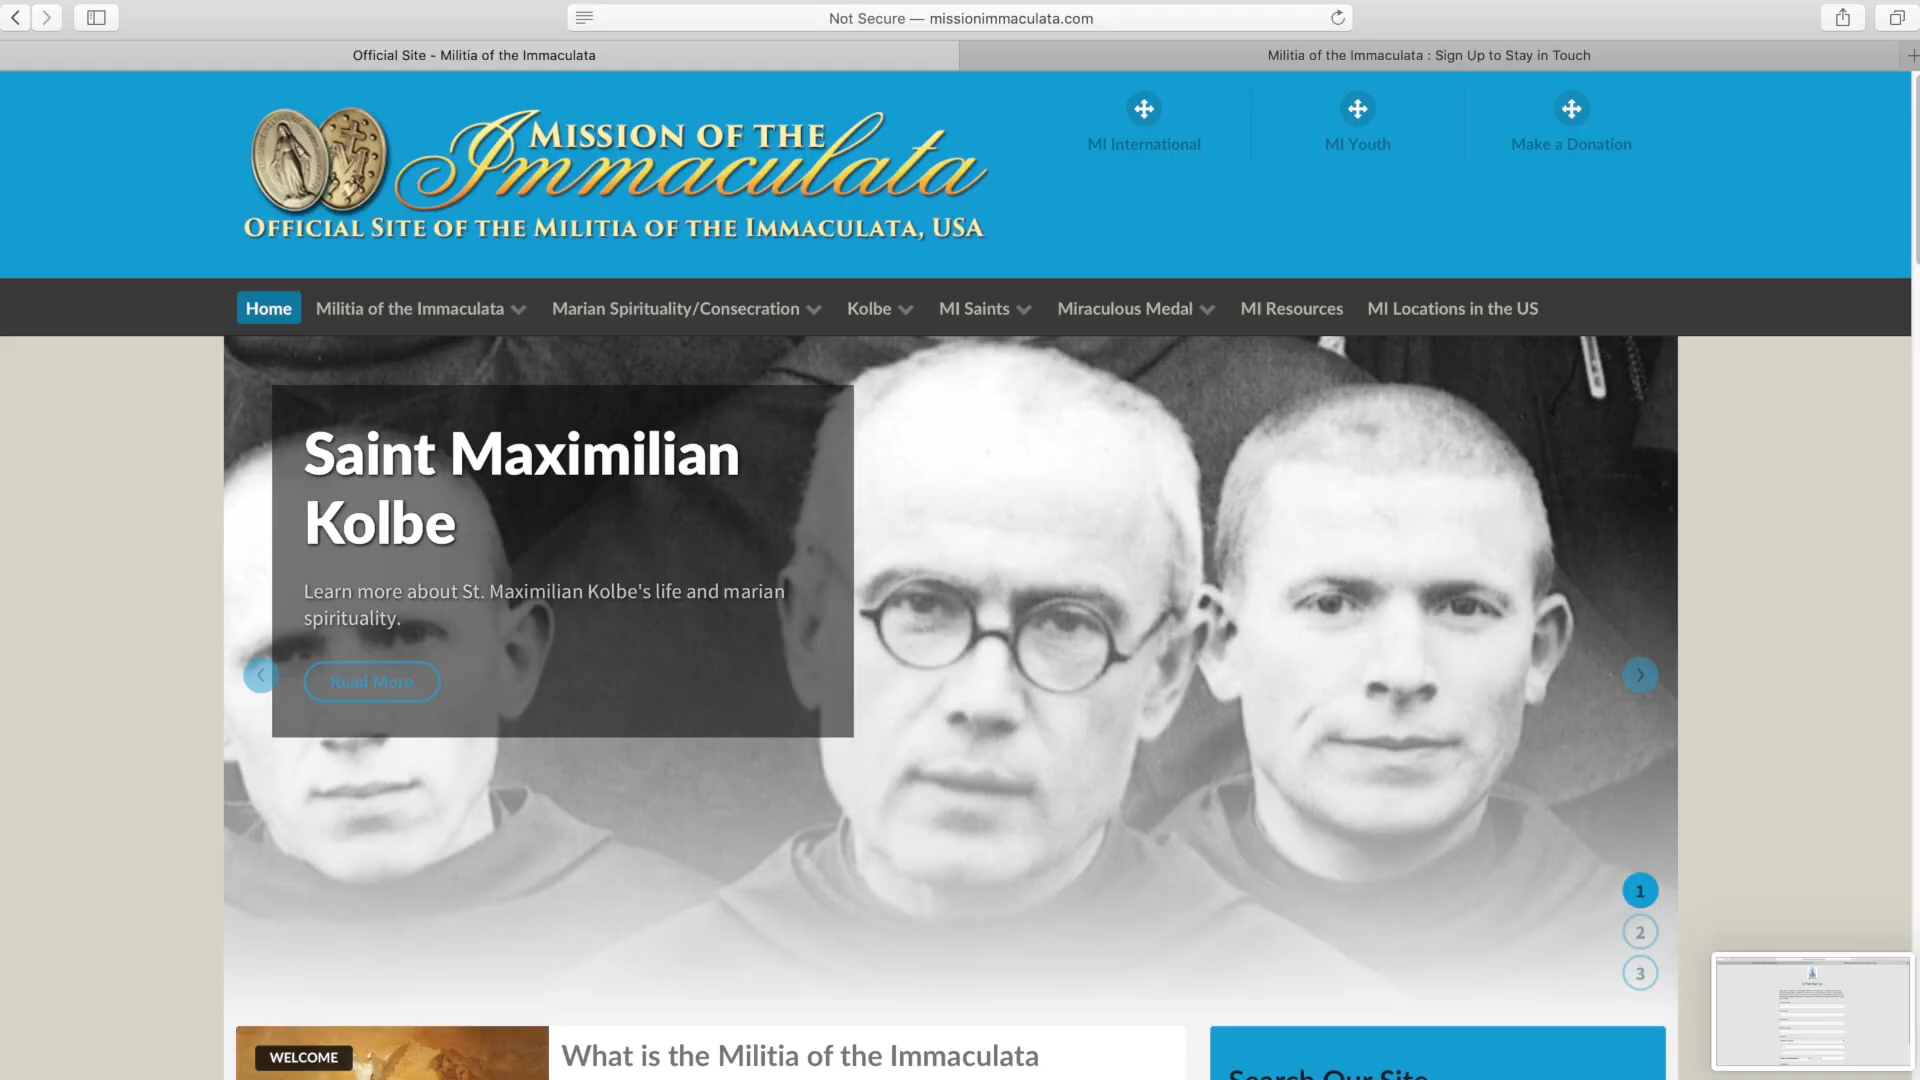 Not Secure — missionimmaculata.com
Official Site - Militia of the Immaculata
Militia of the Immaculata : Sign Up to Stay in Touch
MISSION OF THE
Immaculata
OFFICIAL SITE OF THE MILITIA OF THE IMMACULATA, USA
MI International
MI Youth
Make a Donation
Home
Militia of the Immaculata
Marian Spirituality/Consecration
Kolbe
MI Saints
Miraculous Medal
MI Resources
MI Locations in the US
Saint Maximilian
Kolbe
Learn more about St. Maximilian Kolbe's life and marian
spirituality.
Read More
1
2
3
WELCOME
What is the Militia of the Immaculata
Search Our Site